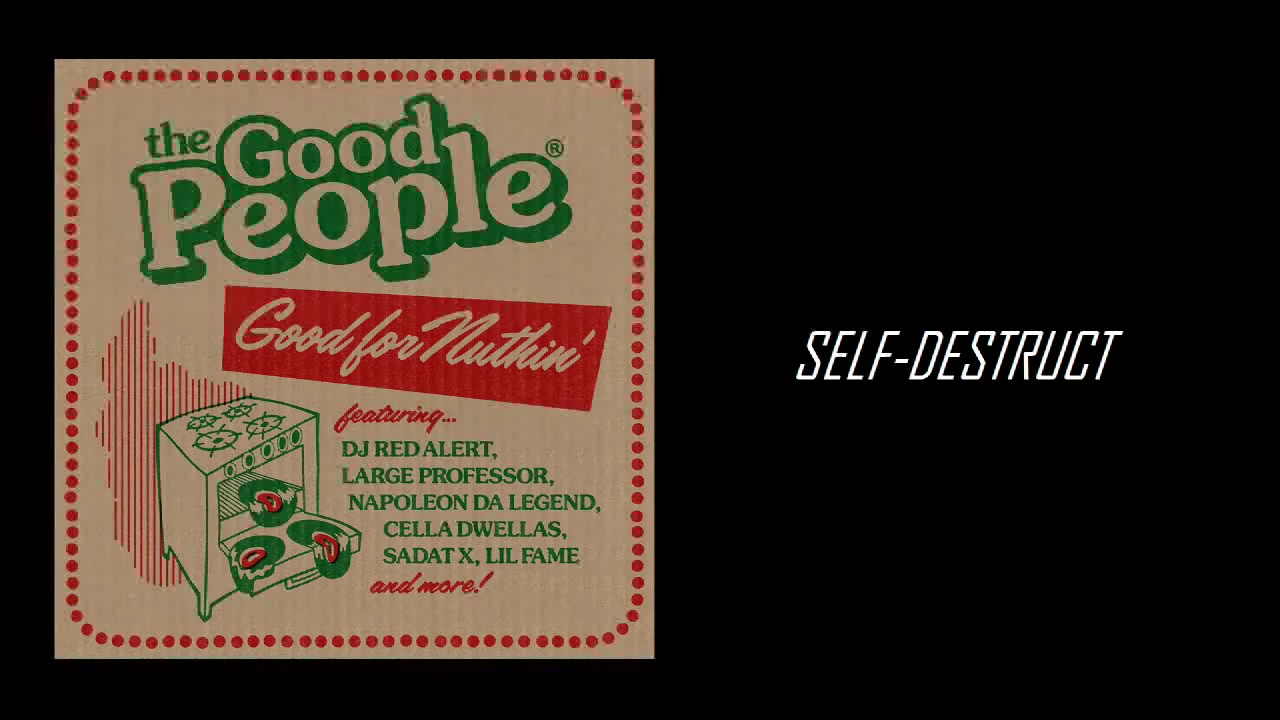 the Good
People®
Good for Nuthin'
featuring...
DJ RED ALERT,
LARGE PROFESSOR,
NAPOLEON DA LEGEND,
CELLA DWELLAS,
SADAT X, LIL FAME
and more!
SELF-DESTRUCT